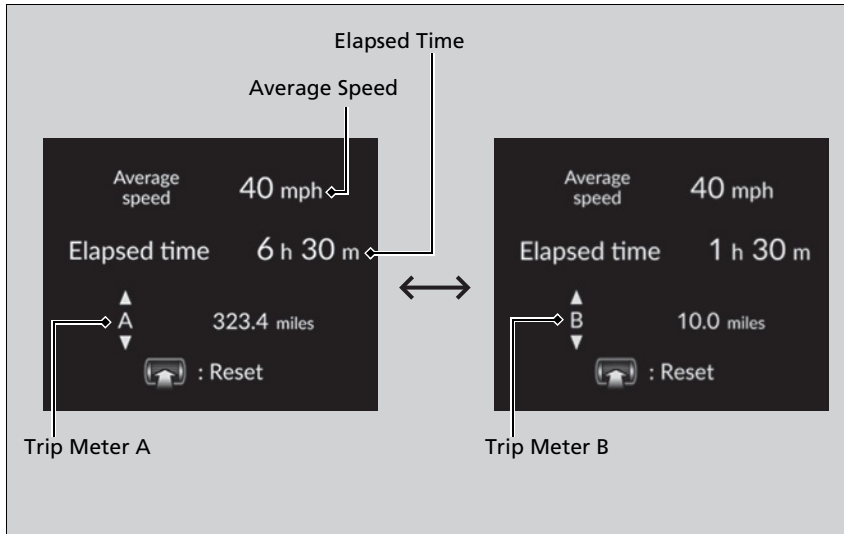 Elapsed Time
Average Speed
Average
speed
40 mph
Elapsed time 6 h 30 m
A 323.4 miles
: Reset
Trip Meter A
Average
speed
40 mph
Elapsed time 1 h 30 m
B 10.0 miles
: Reset
Trip Meter B